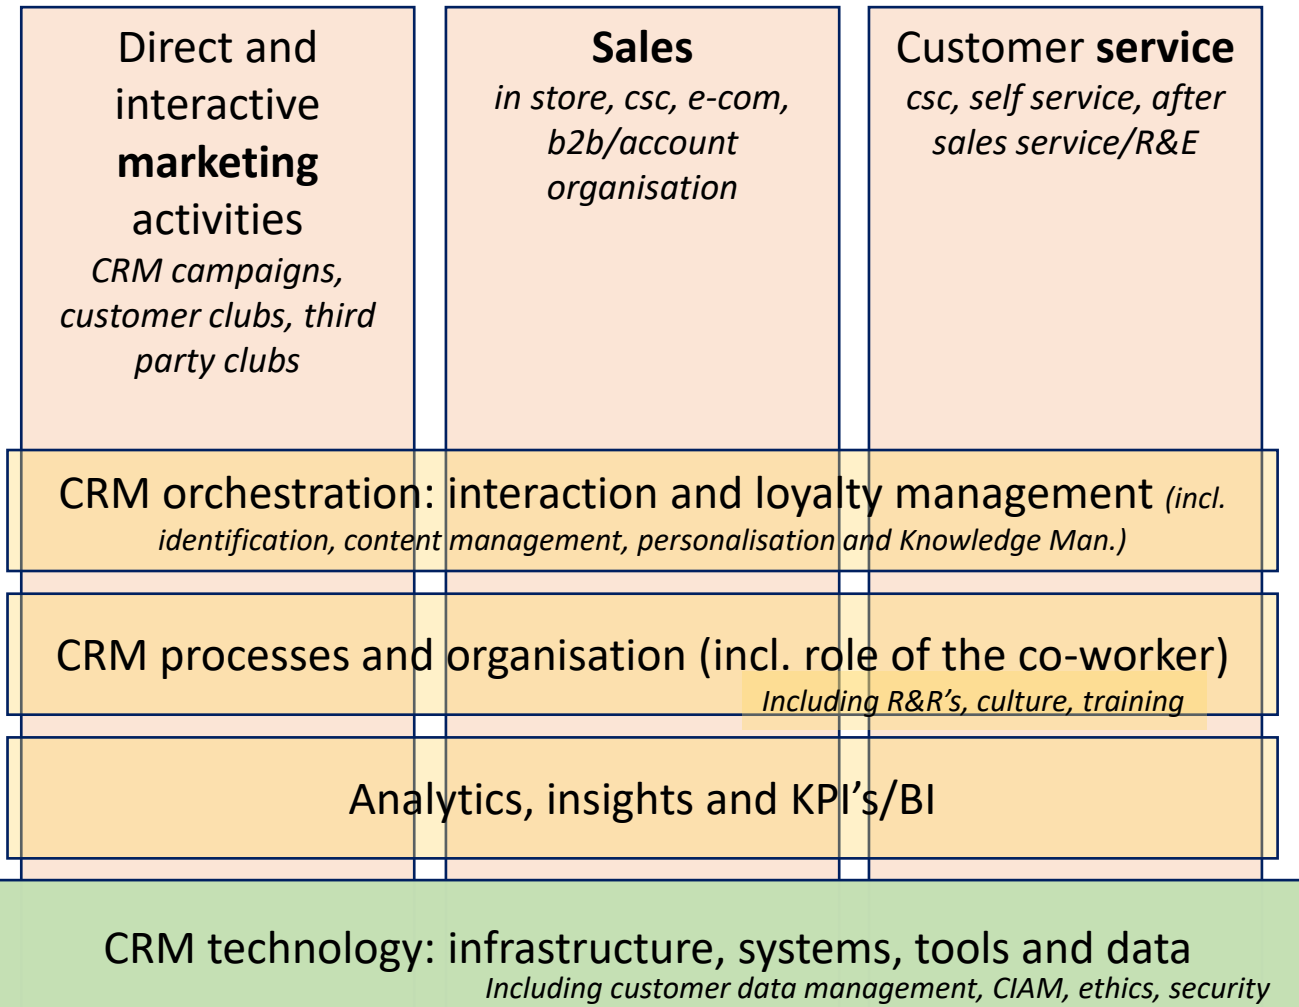 Direct and
interactive
marketing
activities
CRM campaigns,
customer clubs, third
party clubs
Sales
in store, csc, e-com,
b2b/account
organisation
Customer service
csc, self service, after
sales service/R&E
CRM orchestration: interaction and loyalty management (incl.
identification, content management, personalisation and Knowledge Man.)
CRM processes and organisation (incl. role of the co-worker)
Including R&R’s, culture, training
Analytics, insights and KPI’s/BI
CRM technology: infrastructure, systems, tools and data
Including customer data management, CIAM, ethics, security